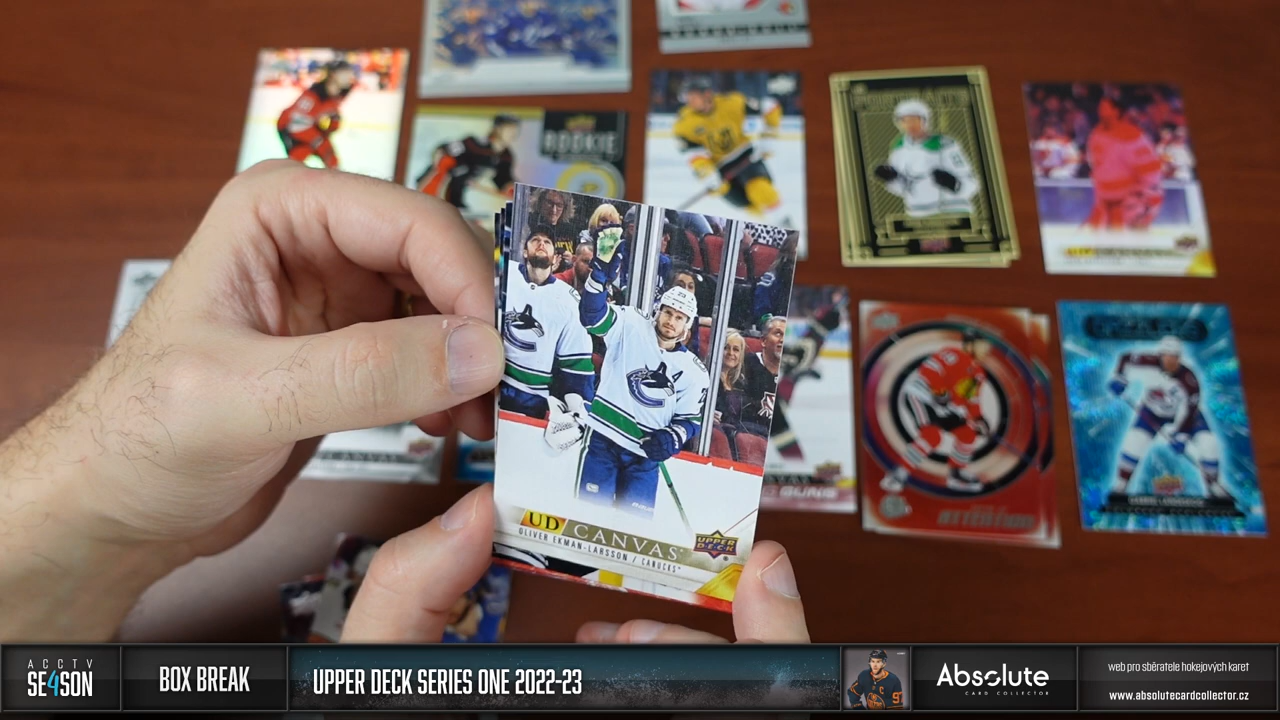 ROOKIE
UD CANVAS
OLIVER EKMAN-LARSSON / CANUCKS
UPPER DECK
ACCTV
SE4SON
BOX BREAK
UPPER DECK SERIES ONE 2022-23
Absolute
CARD COLLECTOR
web pro sběratele hokejových karet
www.absolutecardcollector.cz